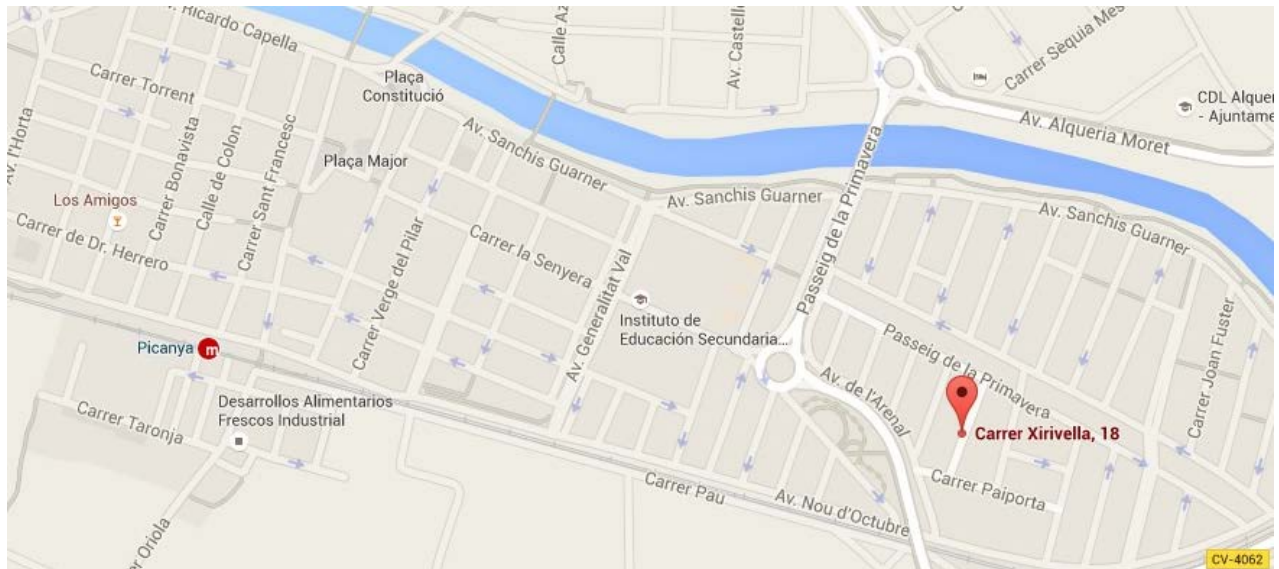 Av. Ricardo Capella
Calle Az
Av. Castell
Carrer Sèquia Mes
Carrer Torrent
Plaça
Constitució
CDL Alquer
- Ajuntame
Av. Alqueria Moret
Av. l'Horta
Carrer Bonavista
Calle de Colon
Carrer Sant Francesc
Plaça Major
Av. Sanchis Guarner
Av. Sanchis Guarner
Passeig de la Primavera
Av. Sanchis Guarner
Los Amigos
Carrer de Dr. Herrero
Carrer Verge del Pilar
Carrer la Senyera
Av. Generalitat Val
Instituto de
Educación Secundaria...
Passeig de la Primavera
Carrer Joan Fuster
Picanya
m
Av. de l'Arenal
Desarrollos Alimentarios
Frescos Industrial
Carrer Taronja
Carrer Xirivella, 18
Carrer Paiporta
Carrer Pau
Av. Nou d'Octubre
er Oriola
CV-4062